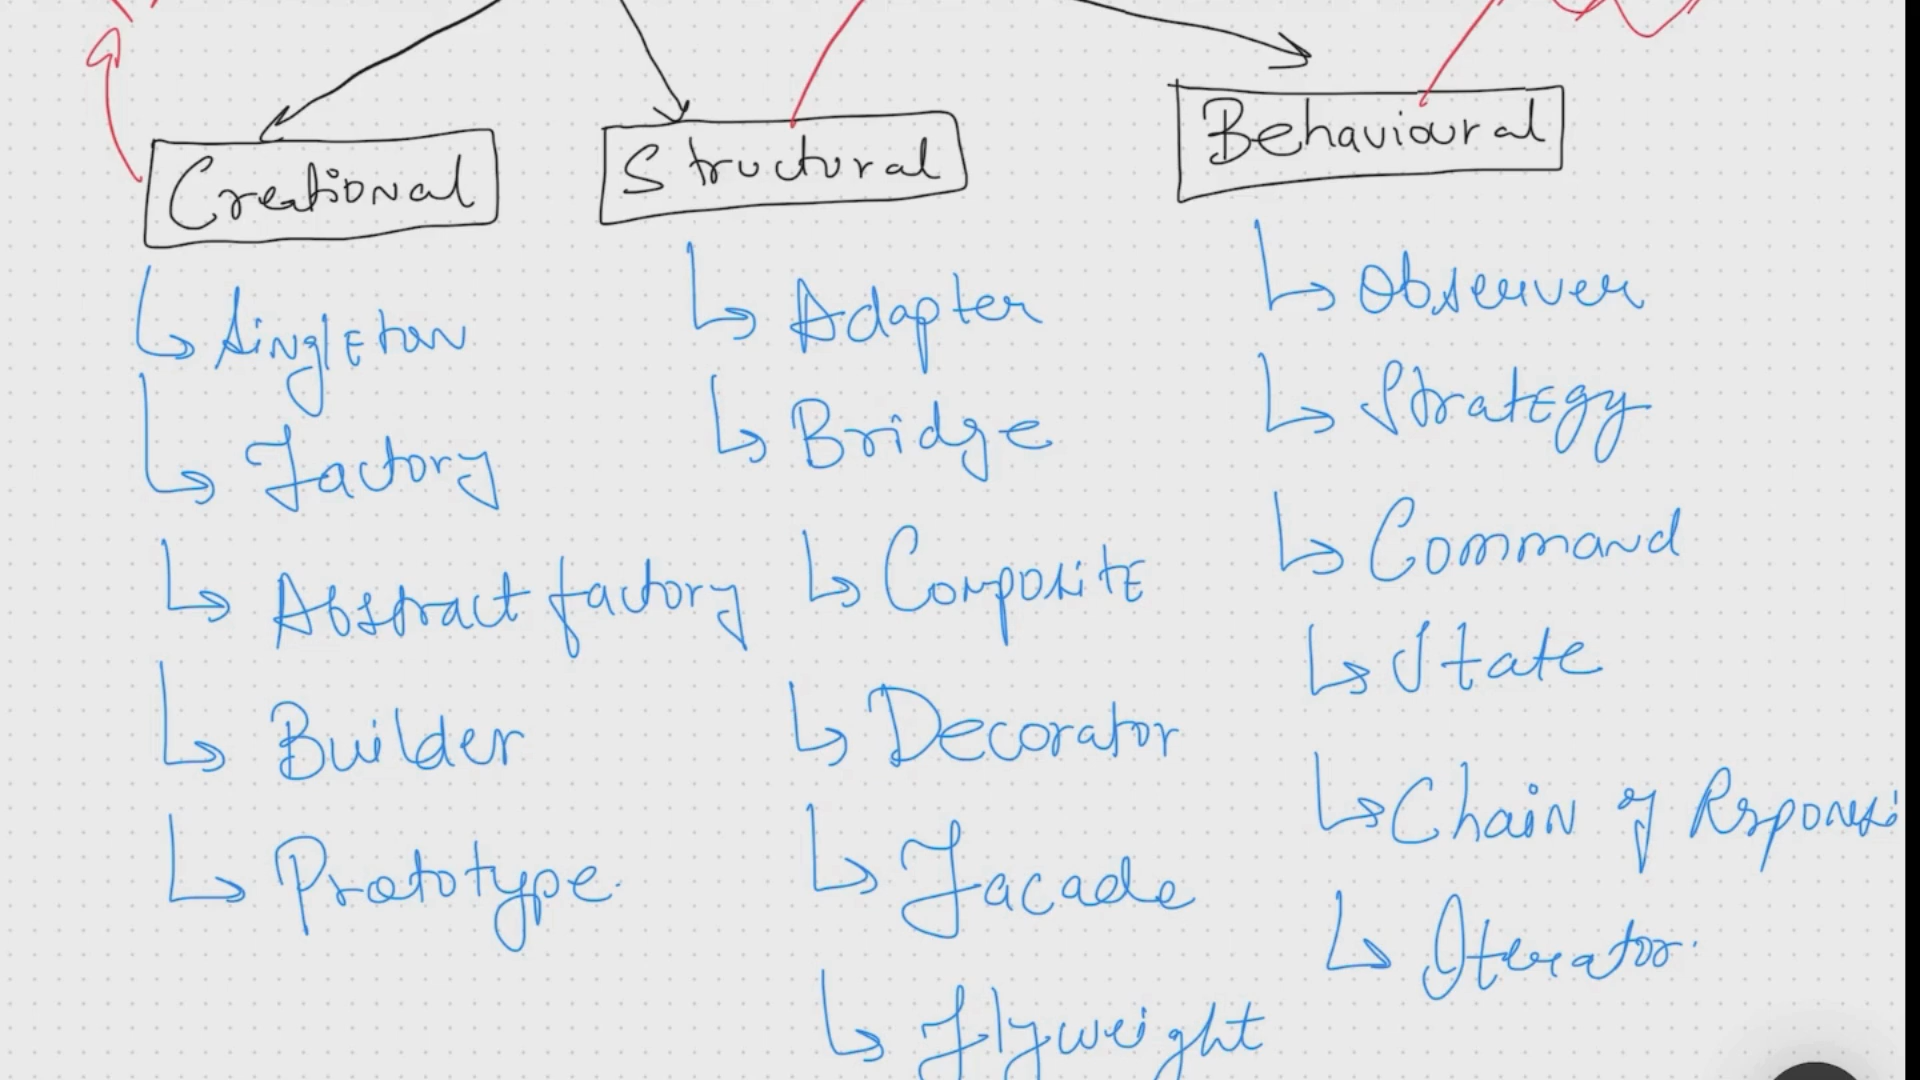 Creational
Singleton
Factory
Abstract factory
Builder
Prototype
Structural
Adapter
Bridge
Composite
Decorator
Facade
Flyweight
Behavioural
Observer
Strategy
Command
State
Chain of Rsponsi
Iterator